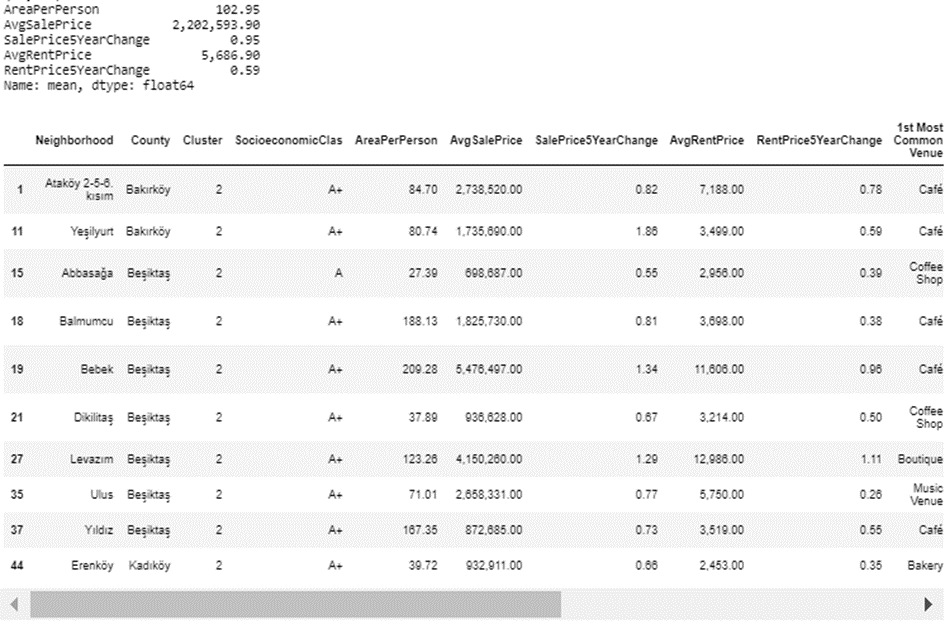 AreaPerPerson 102.95
AvgSalePrice 2,202,593.90
SalePrice5YearChange 0.95
AvgRentPrice 5,686.90
RentPrice5YearChange 0.59
Name: mean, dtype: float64
Neighborhood County Cluster SocioeconomicClas AreaPerPerson AvgSalePrice SalePrice5YearChange AvgRentPrice RentPrice5YearChange 1st Most Common Venue
1 Ataköy 2-5-6. kısım Bakırköy 2 A+ 84.70 2,738,520.00 0.82 7,188.00 0.78 Café
11 Yeşilyurt Bakırköy 2 A+ 80.74 1,735,690.00 1.86 3,499.00 0.59 Café
15 Abbasağa Beşiktaş 2 A 27.39 698,687.00 0.55 2,956.00 0.39 Coffee Shop
18 Balmumcu Beşiktaş 2 A+ 188.13 1,825,730.00 0.81 3,698.00 0.38 Café
19 Bebek Beşiktaş 2 A+ 209.28 5,476,497.00 1.34 11,606.00 0.96 Café
21 Dikilitaş Beşiktaş 2 A+ 37.89 936,628.00 0.67 3,214.00 0.50 Coffee Shop
27 Levazım Beşiktaş 2 A+ 123.26 4,150,260.00 1.29 12,986.00 1.11 Boutique
35 Ulus Beşiktaş 2 A+ 71.01 2,658,331.00 0.77 5,750.00 0.26 Music Venue
37 Yıldız Beşiktaş 2 A+ 167.35 872,685.00 0.73 3,519.00 0.55 Café
44 Erenköy Kadıköy 2 A+ 39.72 932,911.00 0.66 2,453.00 0.35 Bakery